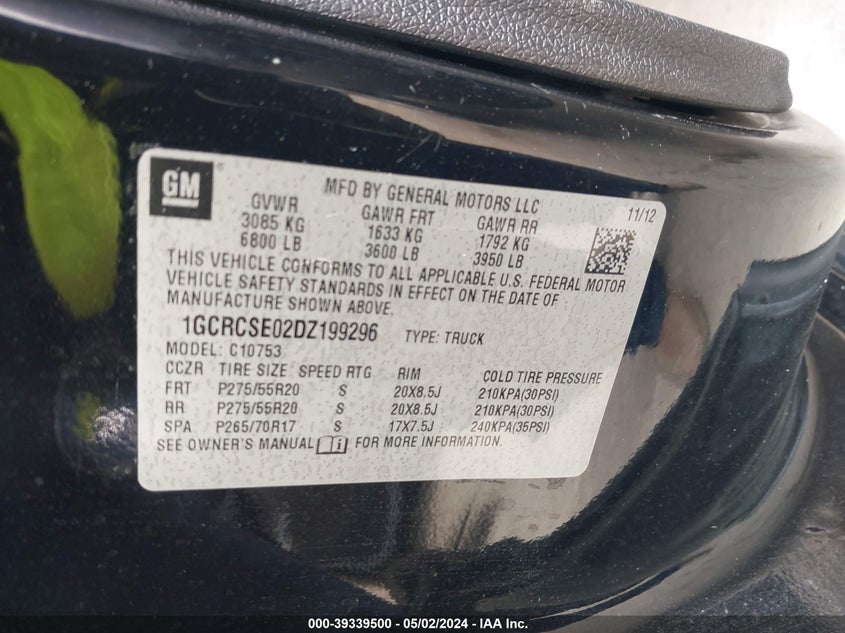 GM
MFD BY GENERAL MOTORS LLC
11/12
GVWR GAWR FRT GAWR RR
3085 KG 1633 KG 1792 KG
6800 LB 3600 LB 3950 LB
THIS VEHICLE CONFORMS TO ALL APPLICABLE U.S. FEDERAL MOTOR
VEHICLE SAFETY STANDARDS IN EFFECT ON THE DATE OF
MANUFACTURE SHOWN ABOVE.
1GCRCSE02DZ199296 TYPE: TRUCK
MODEL: C10753
CCZR TIRE SIZE: SPEED RTG RIM COLD TIRE PRESSURE
FRT P275/55R20 S 20X8.5J 210KPA(30PSI)
RR P275/55R20 S 20X8.5J 210KPA(30PSI)
SPA P265/70R17 S 17X7.5J 240KPA(35PSI)
SEE OWNER'S MANUAL FOR MORE INFORMATION.
000-39339500 - 05/02/2024 - IAA Inc.